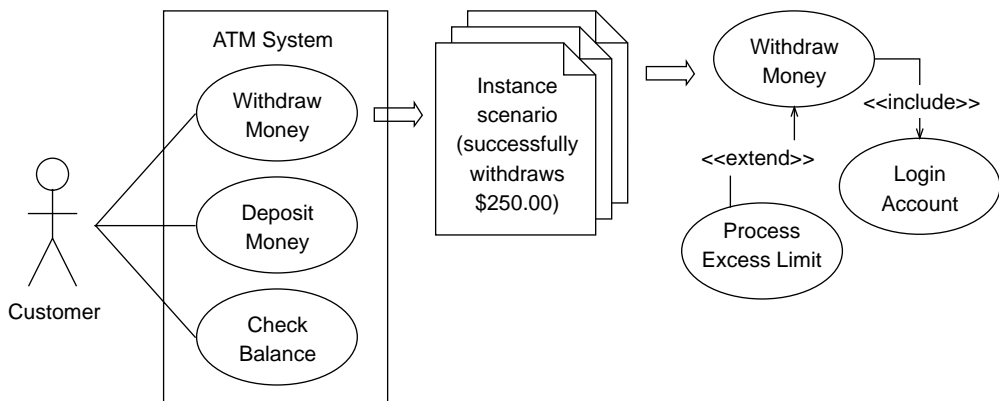 ATM System
Withdraw
Money
Deposit
Money
Check
Balance
Customer
Instance
scenario
(successfully
withdraws
$250.00)
Withdraw
Money
<<include>>
<<extend>>
Login
Account
Process
Excess Limit